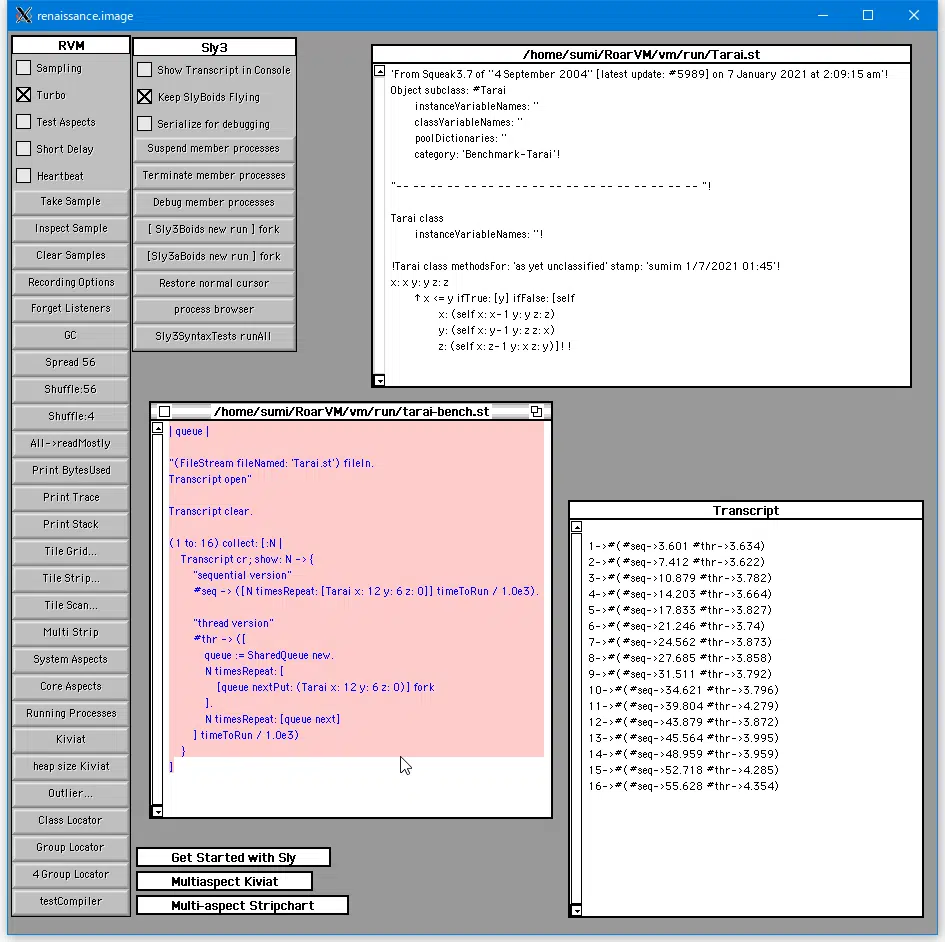 renaissance.image
RVM
Sampling
Turbo
Test Aspects
Short Delay
Heartbeat
Take Sample
Inspect Sample
Clear Samples
Recording Options
Forget Listeners
GC
Spread 56
Shuffle:56
Shuffle:4
All->readMostly
Print BytesUsed
Print Trace
Print Stack
Tile Grid...
Tile Strip...
Tile Scan...
Multi Strip
System Aspects
Core Aspects
Running Processes
Kiviat
heap size Kiviat
Outlier...
Class Locator
Group Locator
4 Group Locator
testCompiler
Sly3
Show Transcript in Console
Keep SlyBoids Flying
Serialize for debugging
Suspend member processes
Terminate member processes
Debug member processes
[ Sly3Boids new run ] fork
[Sly3aBoids new run ] fork
Restore normal cursor
process browser
Sly3SyntaxTests runAll
/home/sumi/RoarVM/vm/run/Tarai.st
'From Squeak3.7 of ''4 September 2004'' [latest update: #5989] on 7 January 2021 at 2:09:15 am'!
Object subclass: #Tarai
instanceVariableNames: ''
classVariableNames: ''
poolDictionaries: ''
category: 'Benchmark-Tarai'!
"-- -- -- -- -- -- -- -- -- -- -- -- -- -- -- -- -- -- "!
Tarai class
instanceVariableNames: ''!
!Tarai class methodsFor: 'as yet unclassified' stamp: 'sumim 1/7/2021 01:45'!
x: x y: y z: z
↑ x <= y ifTrue: [y] ifFalse: [self
x: (self x: x-1 y: y z: z)
y: (self x: y-1 y: z z: x)
z: (self x: z-1 y: x z: y)]! !
/home/sumi/RoarVM/vm/run/tarai-bench.st
| queue |
"(FileStream fileNamed: 'Tarai.st') fileIn.
Transcript open"
Transcript clear.
(1 to: 16) collect: [:N |
Transcript cr; show: N -> {
"sequential version"
#seq -> ([N timesRepeat: [Tarai x: 12 y: 6 z: 0]] timeToRun / 1.0e3).
"thread version"
#thr -> ([
queue := SharedQueue new.
N timesRepeat: [
[queue nextPut: (Tarai x: 12 y: 6 z: 0)] fork
].
N timesRepeat: [queue next]
] timeToRun / 1.0e3)
}
]
Transcript
1->#(#seq->3.601 #thr->3.634)
2->#(#seq->7.412 #thr->3.622)
3->#(#seq->10.879 #thr->3.782)
4->#(#seq->14.203 #thr->3.664)
5->#(#seq->17.833 #thr->3.827)
6->#(#seq->21.246 #thr->3.74)
7->#(#seq->24.562 #thr->3.873)
8->#(#seq->27.685 #thr->3.858)
9->#(#seq->31.511 #thr->3.792)
10->#(#seq->34.621 #thr->3.796)
11->#(#seq->39.804 #thr->4.279)
12->#(#seq->43.879 #thr->3.872)
13->#(#seq->45.564 #thr->3.995)
14->#(#seq->48.959 #thr->3.959)
15->#(#seq->52.718 #thr->4.285)
16->#(#seq->55.628 #thr->4.354)
Get Started with Sly
Multiaspect Kiviat
Multi-aspect Stripchart